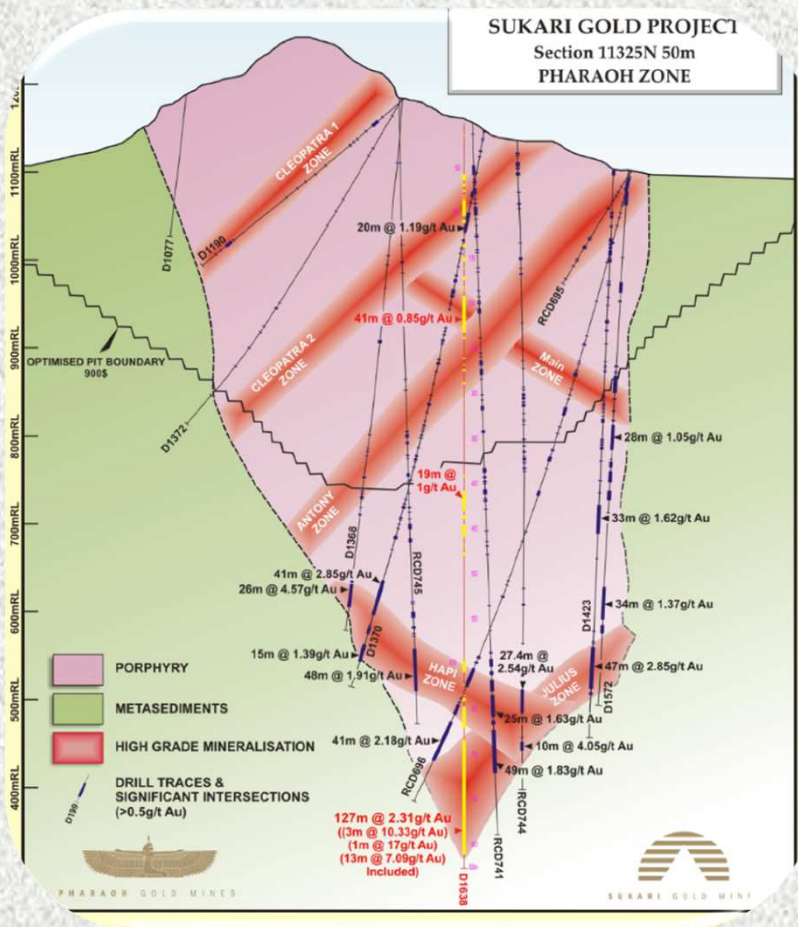 SUKARI GOLD PROJECT
Section 11325N 50m
PHARAOH ZONE
1100mRL
1000mRL
900mRL
800mRL
700mRL
600mRL
500mRL
400mRL
CLEOPATRA 1
ZONE
D1190
D1077
20m @ 1.19g/t Au
RCD695
41m @ 0.85g/t Au
OPTIMISED PIT BOUNDARY
900$
CLEOPATRA 2
ZONE
Main
ZONE
D1372
28m @ 1.05g/t Au
19m @
1g/t Au
ANTONY
ZONE
33m @ 1.62g/t Au
D1368
RCD745
41m @ 2.85g/t Au
26m @ 4.57g/t Au
34m @ 1.37g/t Au
D1423
D1370
15m @ 1.39g/t Au
27.4m @
2.54g/t Au
48m @ 1.91g/t Au
HAPI
ZONE
JULIUS
ZONE
47m @ 2.85g/t Au
D1572
25m @ 1.63g/t Au
41m @ 2.18g/t Au
10m @ 4.05g/t Au
49m @ 1.83g/t Au
RCD696
RCD744
RCD741
127m @ 2.31g/t Au
((3m @ 10.33g/t Au)
(1m @ 17g/t Au)
(13m @ 7.09g/t Au)
Included)
D1638
PORPHYRY
METASEDIMENTS
HIGH GRADE MINERALISATION
DRILL TRACES &
SIGNIFICANT INTERSECTIONS
(>0.5g/t Au)
D199
PHARAOH GOLD MINES
SUKARI GOLD MINE